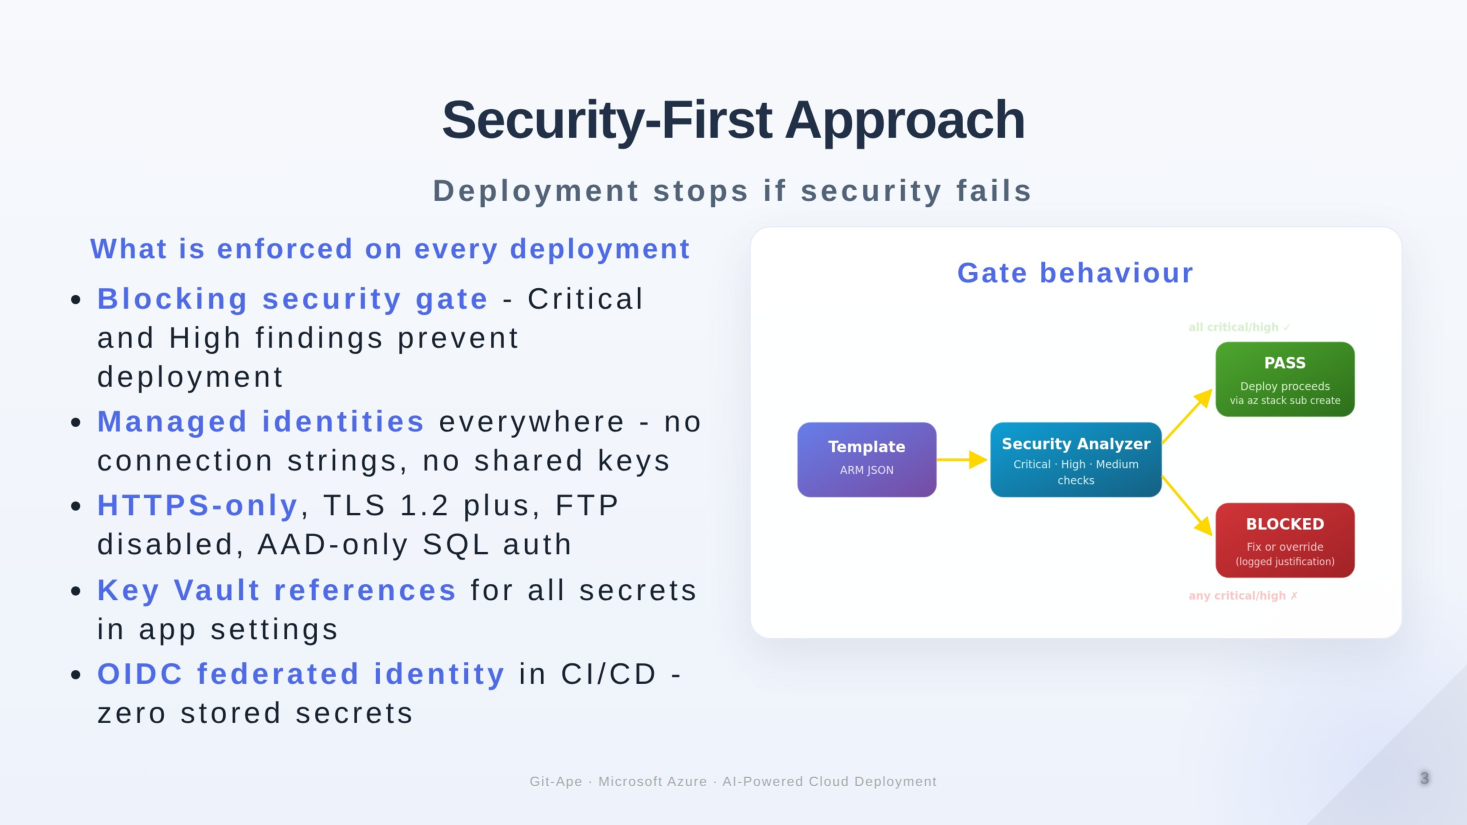 Security-First Approach
Deployment stops if security fails
What is enforced on every deployment
• Blocking security gate - Critical
and High findings prevent
deployment
• Managed identities everywhere - no
connection strings, no shared keys
• HTTPS-only, TLS 1.2 plus, FTP
disabled, AAD-only SQL auth
• Key Vault references for all secrets
in app settings
• OIDC federated identity in CI/CD -
zero stored secrets
Gate behaviour
Template
ARM JSON
Security Analyzer
Critical · High · Medium
checks
all critical/high ✓
PASS
Deploy proceeds
via az stack sub create
BLOCKED
Fix or override
(logged justification)
any critical/high ✗
Git-Ape · Microsoft Azure · AI-Powered Cloud Deployment
3